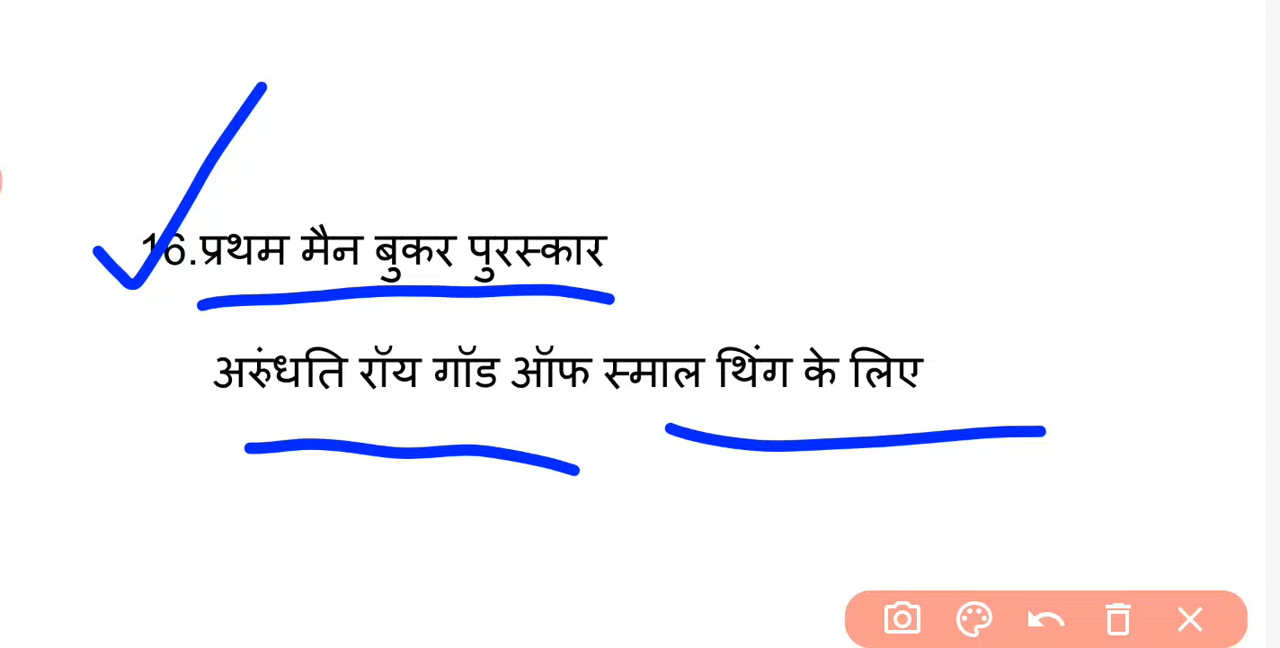 16.प्रथम मैन बुकर पुरस्कार
अरुंधति रॉय गॉड ऑफ स्माल थिंग के लिए